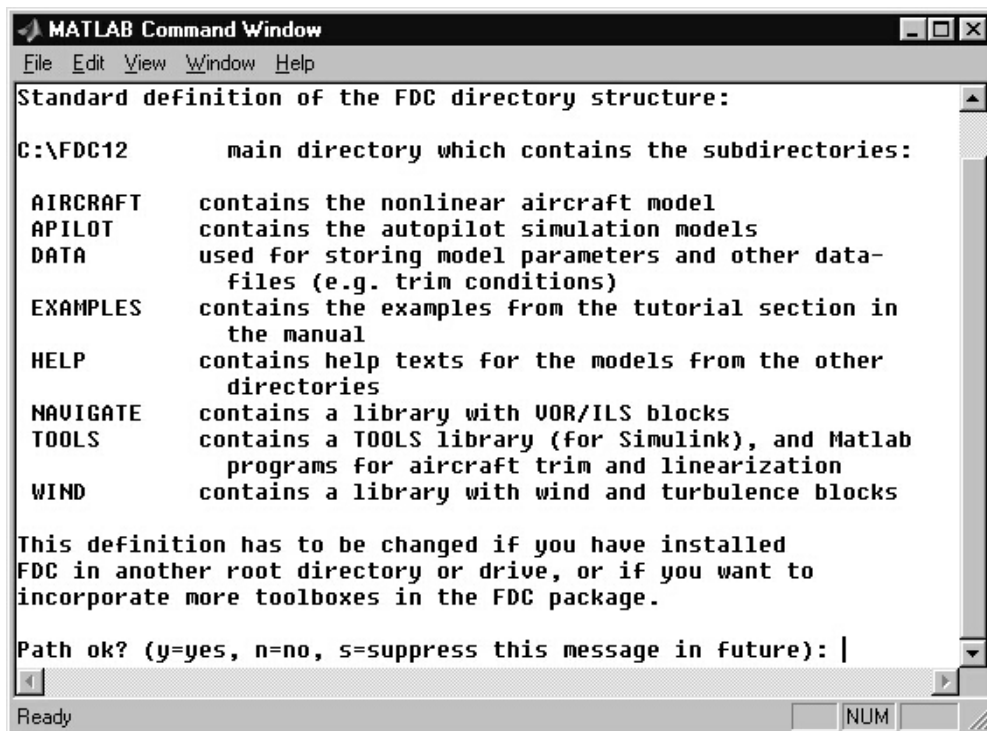 MATLAB Command Window
File Edit View Window Help
Standard definition of the FDC directory structure:
C:\FDC12 main directory which contains the subdirectories:
AIRCRAFT contains the nonlinear aircraft model
APILOT contains the autopilot simulation models
DATA used for storing model parameters and other data-
files (e.g. trim conditions)
EXAMPLES contains the examples from the tutorial section in
the manual
HELP contains help texts for the models from the other
directories
NAVIGATE contains a library with VOR/ILS blocks
TOOLS contains a TOOLS library (for Simulink), and Matlab
programs for aircraft trim and linearization
WIND contains a library with wind and turbulence blocks
This definition has to be changed if you have installed
FDC in another root directory or drive, or if you want to
incorporate more toolboxes in the FDC package.
Path ok? (y=yes, n=no, s=suppress this message in future):
Ready NUM